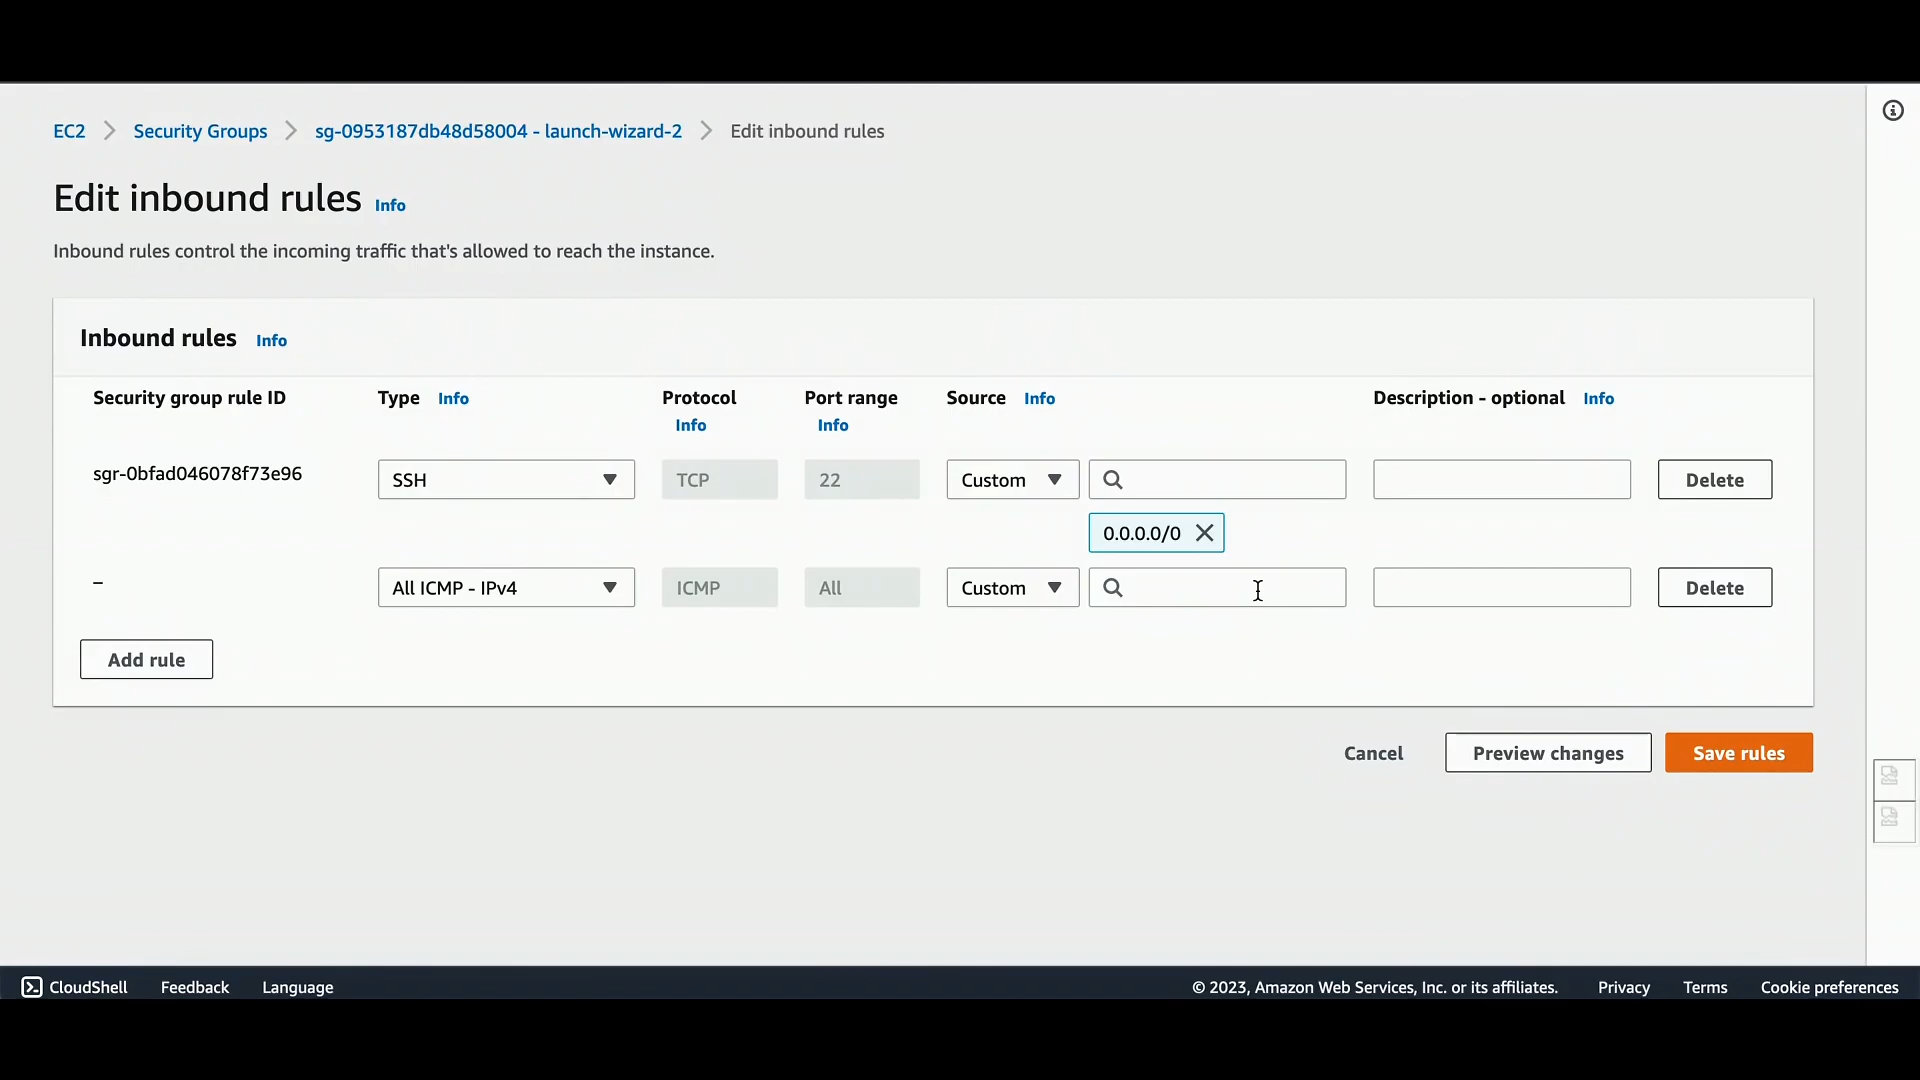 EC2 Security Groups sg-0953187db48d58004 - launch-wizard-2 Edit inbound rules
Edit inbound rules Info
Inbound rules control the incoming traffic that's allowed to reach the instance.
Inbound rules Info
Security group rule ID Type Info Protocol Info Port range Info Source Info Description - optional Info
sgr-0bfad046078f73e96 SSH TCP 22 Custom Delete
0.0.0.0/0
– All ICMP - IPv4 ICMP All Custom Delete
Add rule
Cancel Preview changes Save rules
CloudShell Feedback Language © 2023, Amazon Web Services, Inc. or its affiliates. Privacy Terms Cookie preferences